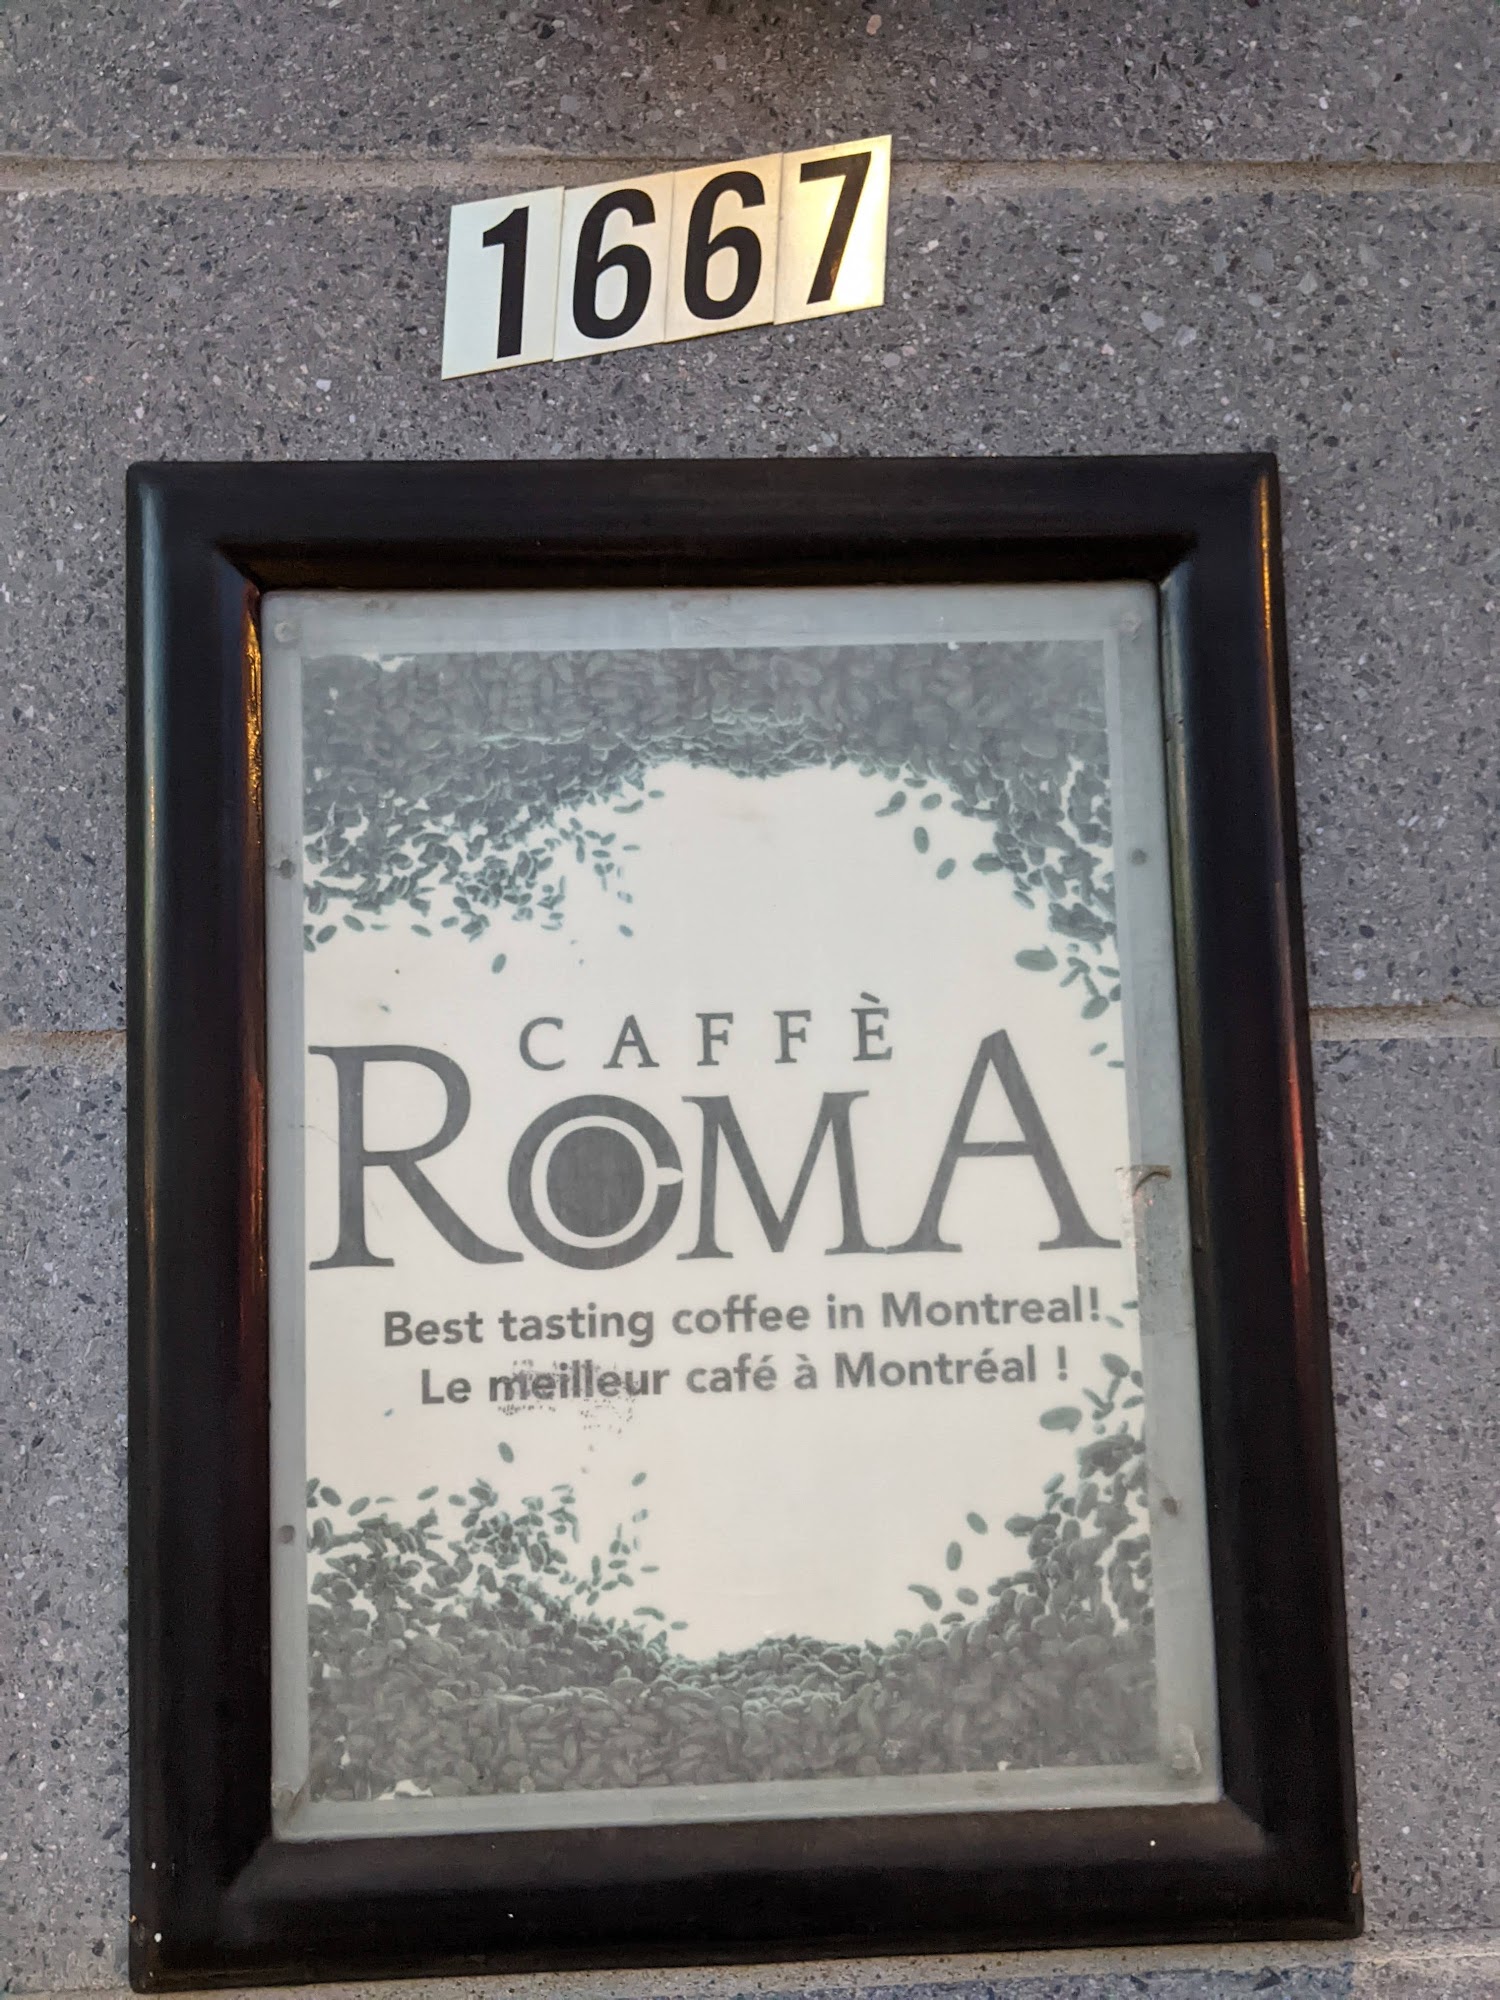 1667
CAFFÈ
ROMA
Best tasting coffee in Montreal!
Le meilleur café à Montréal !